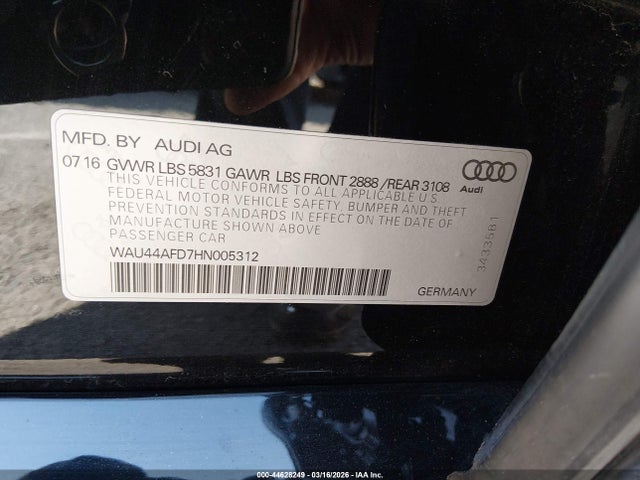 MFD. BY AUDI AG
07 16 GVWR LBS 5831 GAWR LBS FRONT 2888 /REAR 3108
THIS VEHICLE CONFORMS TO ALL APPLICABLE U S
FEDERAL MOTOR VEHICLE SAFETY, BUMPER AND THEFT
PREVENTION STANDARDS IN EFFECT ON THE DATE OF
MANUFACTURE SHOWN ABOVE
PASSENGER CAR
WAU44AFD7HN005312
GERMANY
Audi
3433581
000-44628249 - 03/16/2026 - IAA Inc.